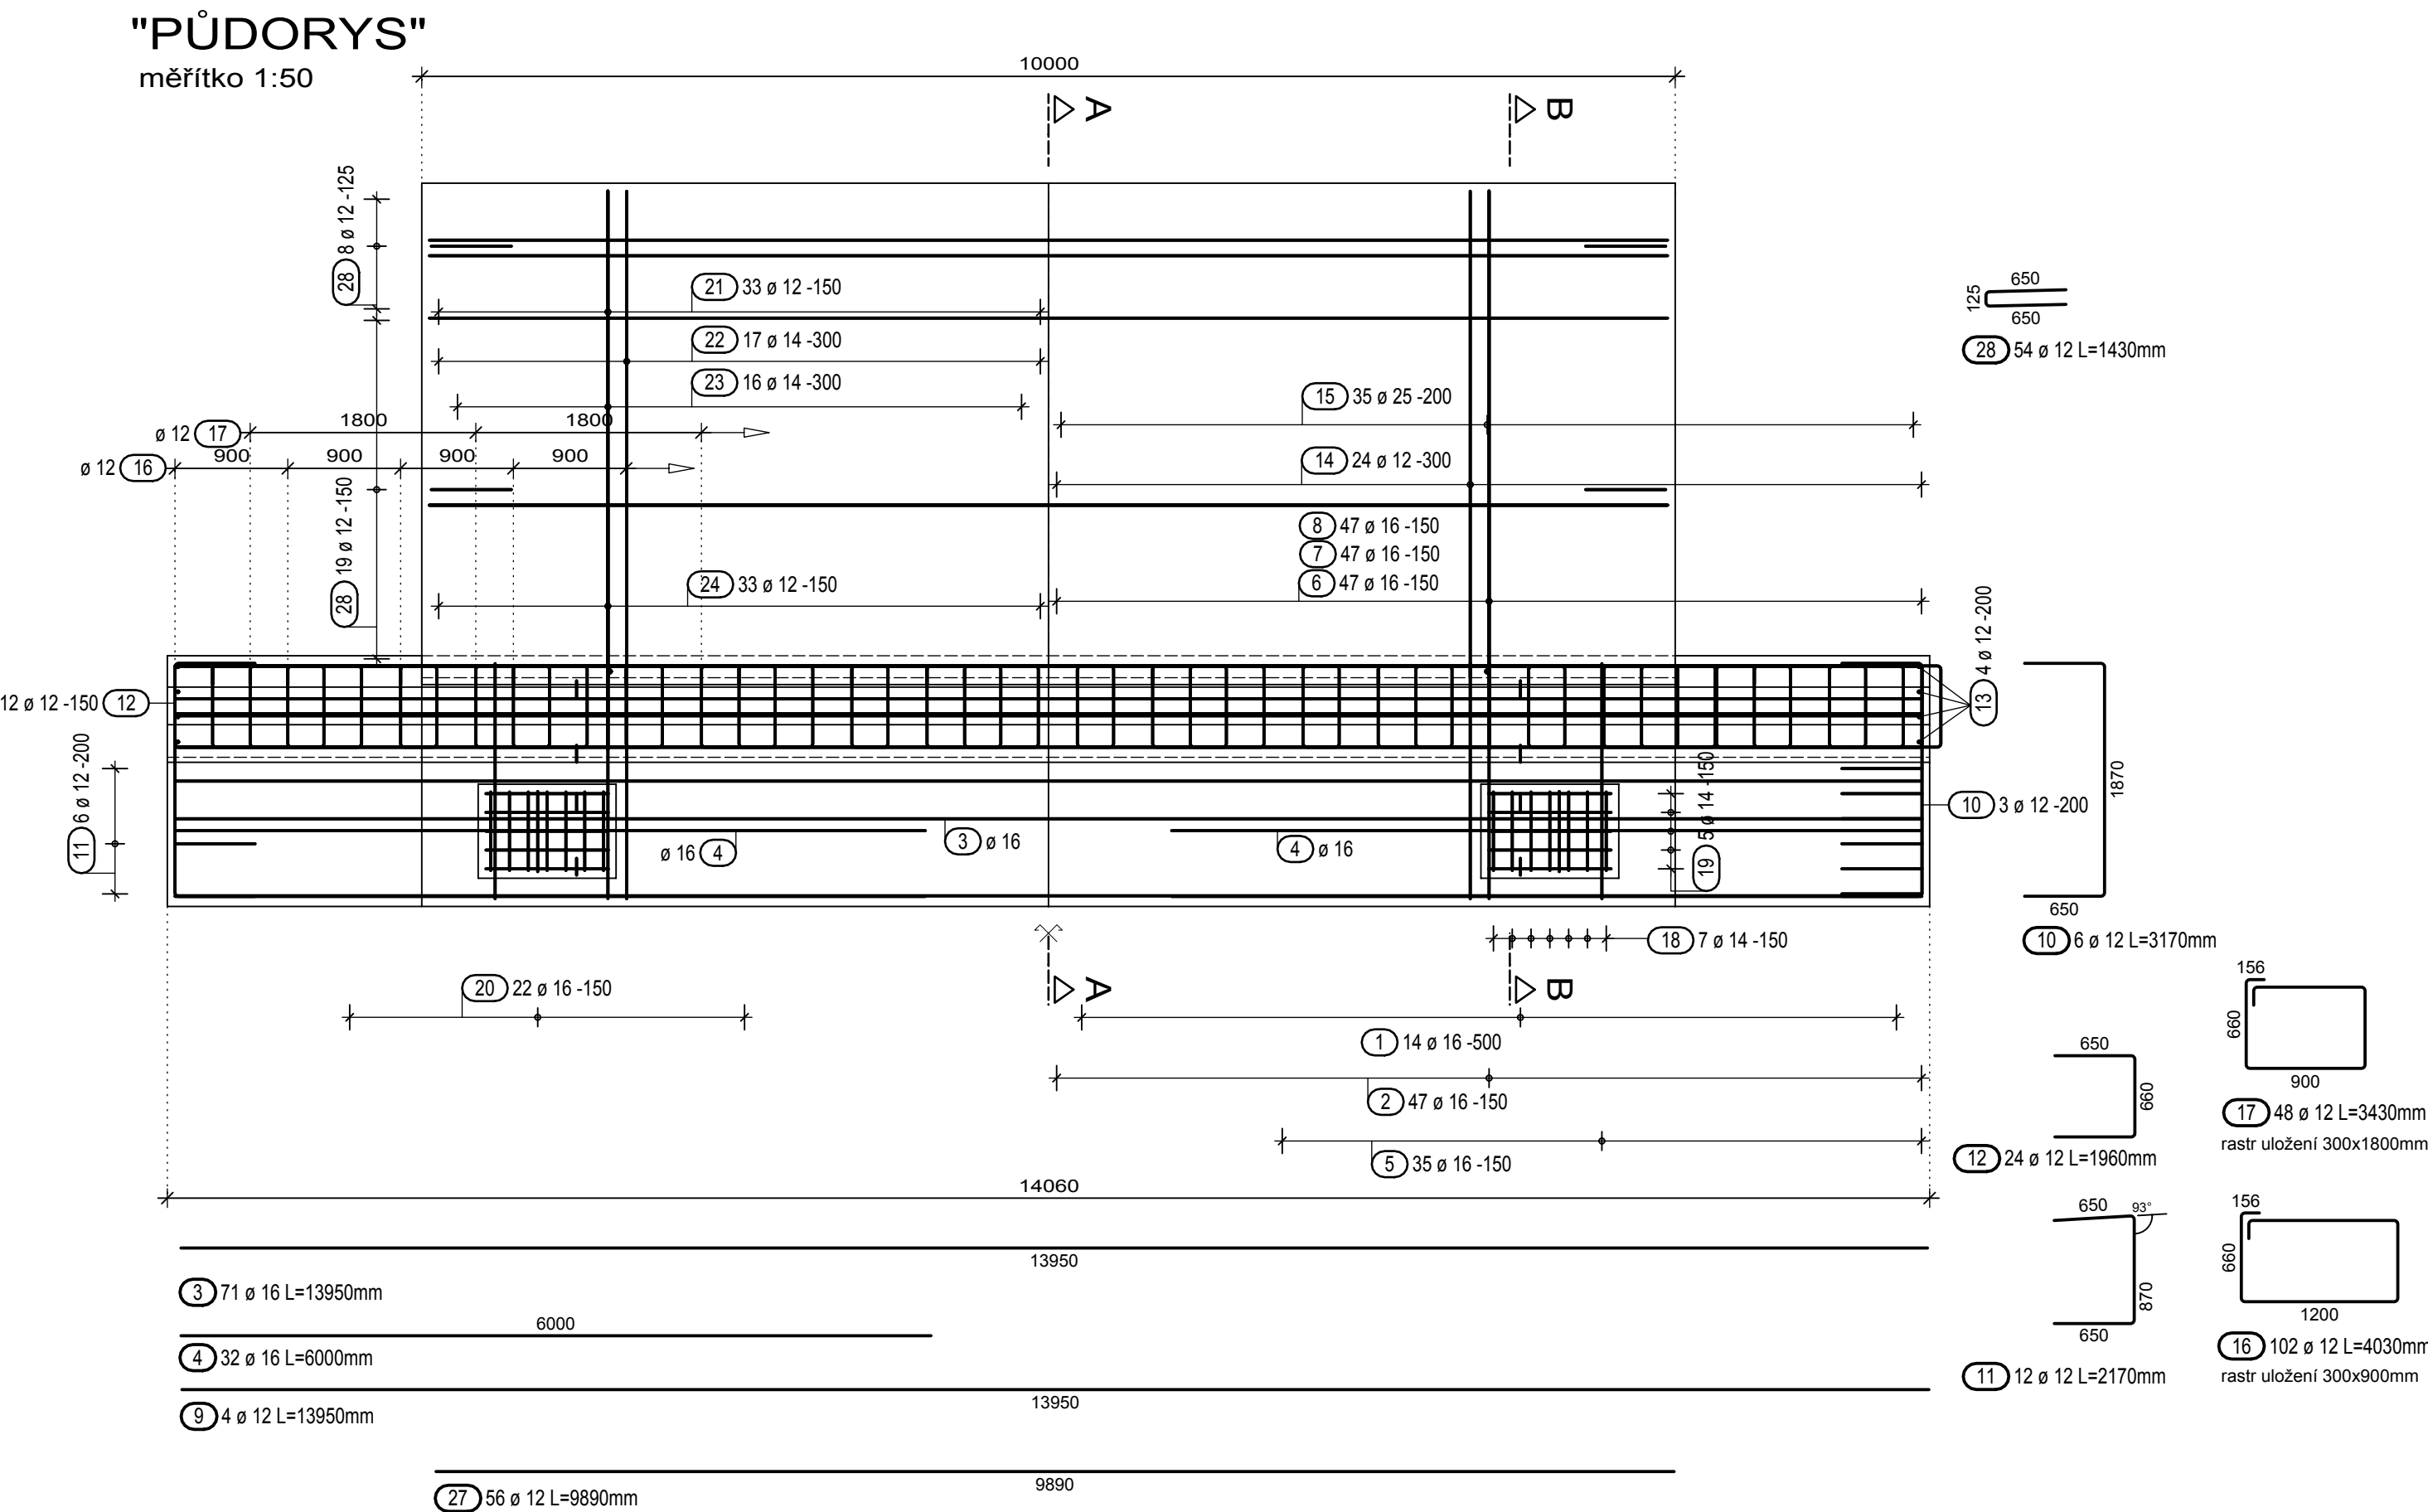 "PŮDORYS"
měřítko 1:50
10000
A
B
28 8 ø 12 -125
21 33 ø 12 -150
22 17 ø 14 -300
23 16 ø 14 -300
650
125
650
28 54 ø 12 L=1430mm
15 35 ø 25 -200
ø 12 17 1800 1800
ø 12 16 900 900 900 900
14 24 ø 12 -300
28 19 ø 12 -150
8 47 ø 16 -150
7 47 ø 16 -150
6 47 ø 16 -150
24 33 ø 12 -150
13 4 ø 12 -200
12 ø 12 -150 12
11 6 ø 12 -200
19 5 ø 14 -150
10 3 ø 12 -200
1870
650
10 6 ø 12 L=3170mm
ø 16 4
3 ø 16
4 ø 16
18 7 ø 14 -150
20 22 ø 16 -150
A
B
1 14 ø 16 -500
2 47 ø 16 -150
5 35 ø 16 -150
156
660
900
17 48 ø 12 L=3430mm
rastr uložení 300x1800mm
650
660
12 24 ø 12 L=1960mm
14060
650 93°
870
650
11 12 ø 12 L=2170mm
156
660
1200
16 102 ø 12 L=4030mm
rastr uložení 300x900mm
13950
3 71 ø 16 L=13950mm
6000
4 32 ø 16 L=6000mm
13950
9 4 ø 12 L=13950mm
9890
27 56 ø 12 L=9890mm